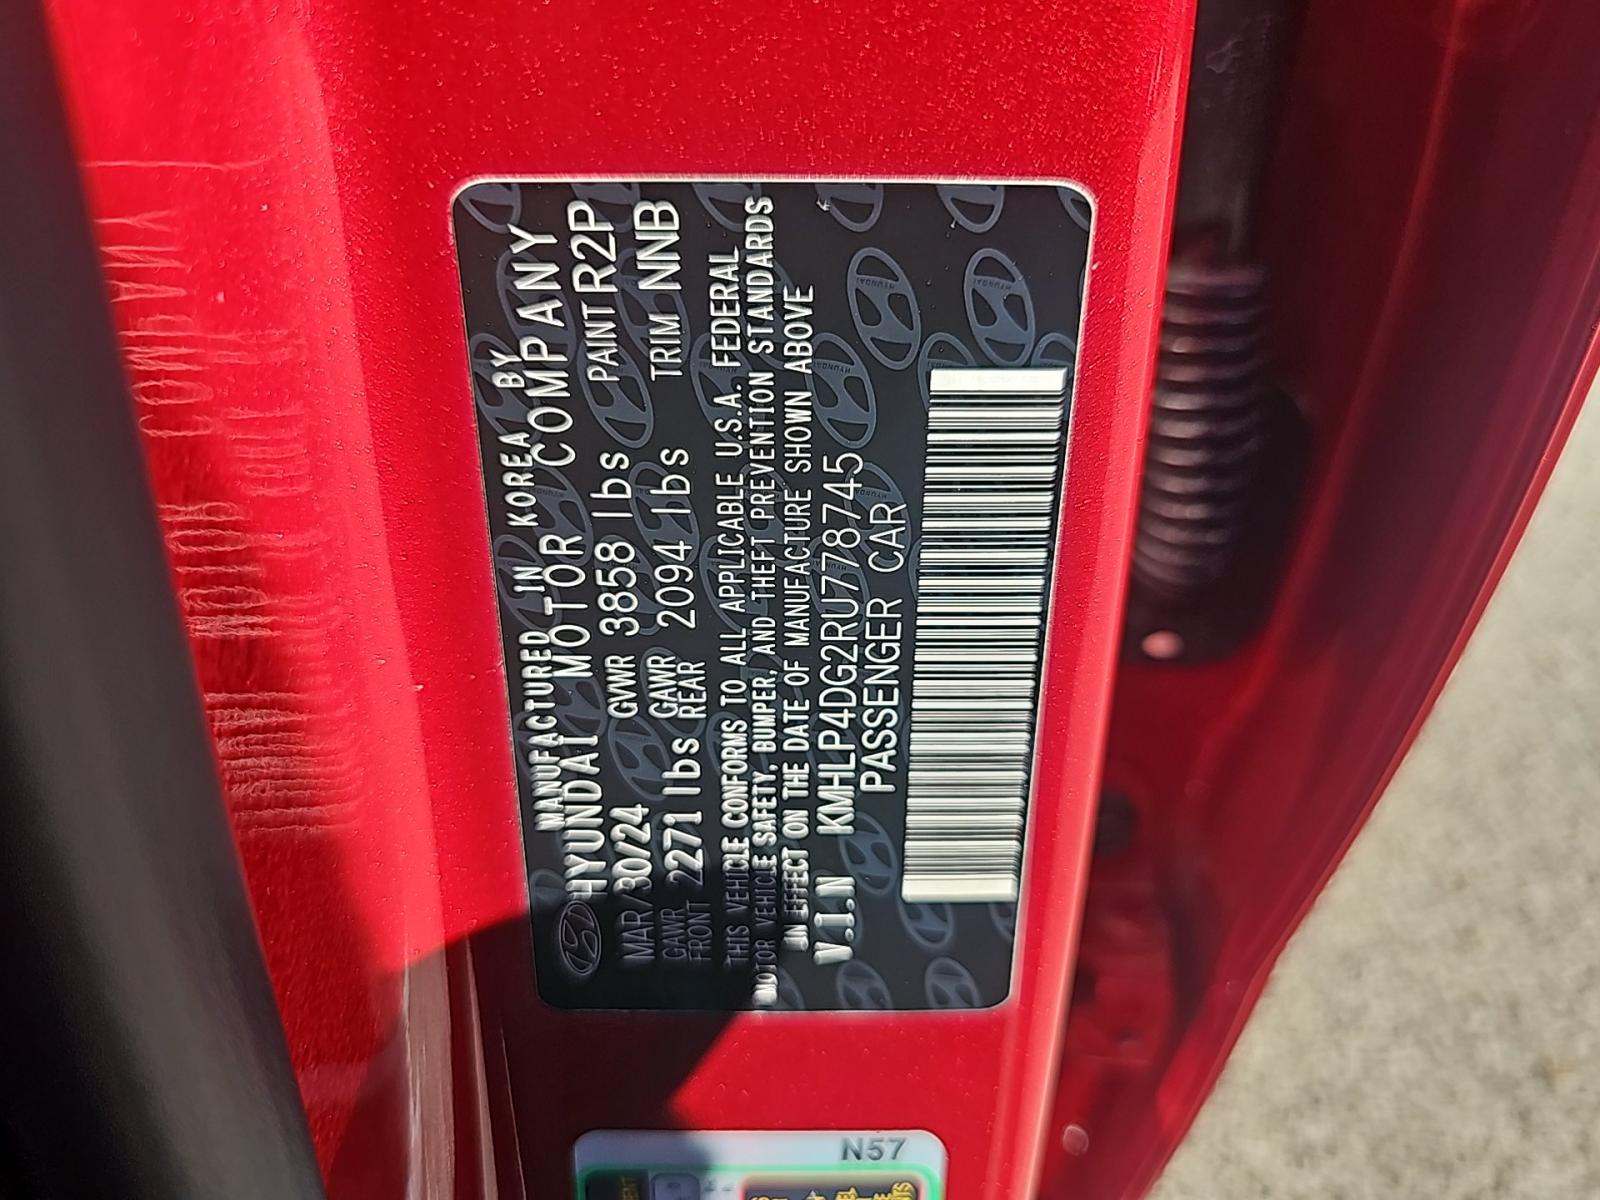 MANUFACTURED IN KOREA BY
HYUNDAI MOTOR COMPANY
MAR/30/24 GVWR 3858 lbs PAINT R2P
GAWR FRONT 2271 lbs GAWR REAR 2094 lbs TRIM NNB
THIS VEHICLE CONFORMS TO ALL APPLICABLE U.S.A. FEDERAL
MOTOR VEHICLE SAFETY, BUMPER, AND THEFT PREVENTION STANDARDS
IN EFFECT ON THE DATE OF MANUFACTURE SHOWN ABOVE
V.I.N KMHLP4DG2RU778745
PASSENGER CAR
N57